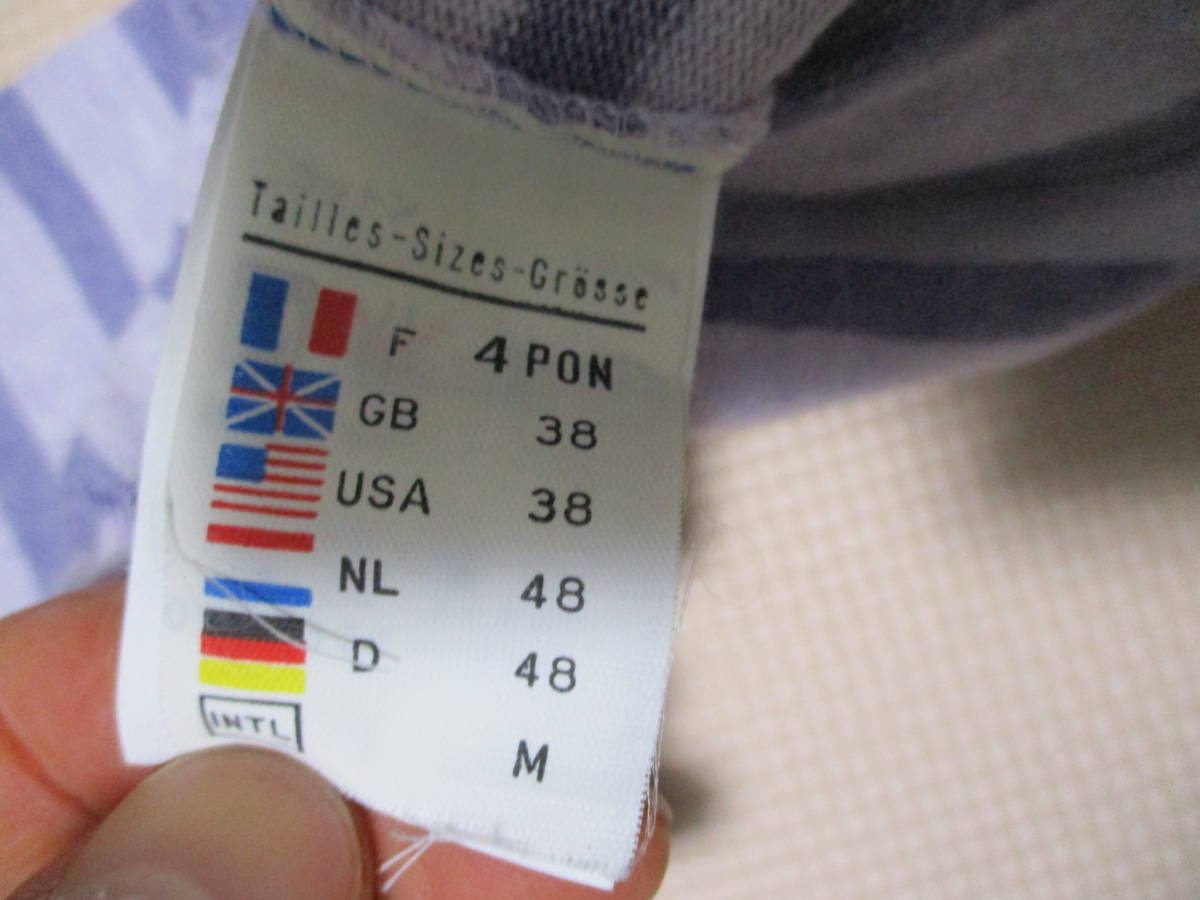 Tailles-Sizes-Grösse
F 4 PON
GB 38
USA 38
NL 48
D 48
INTL M